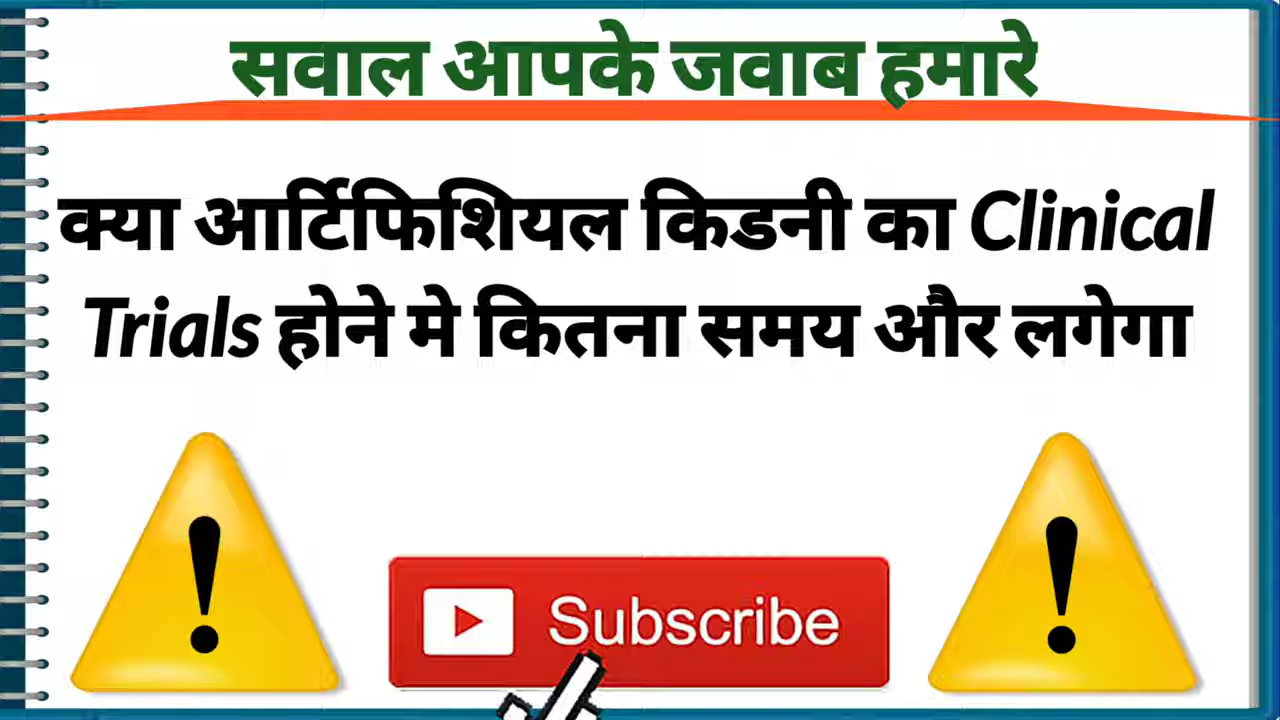 सवाल आपके जवाब हमारे
क्या आर्टिफिशियल किडनी का Clinical
Trials होने मे कितना समय और लगेगा
Subscribe